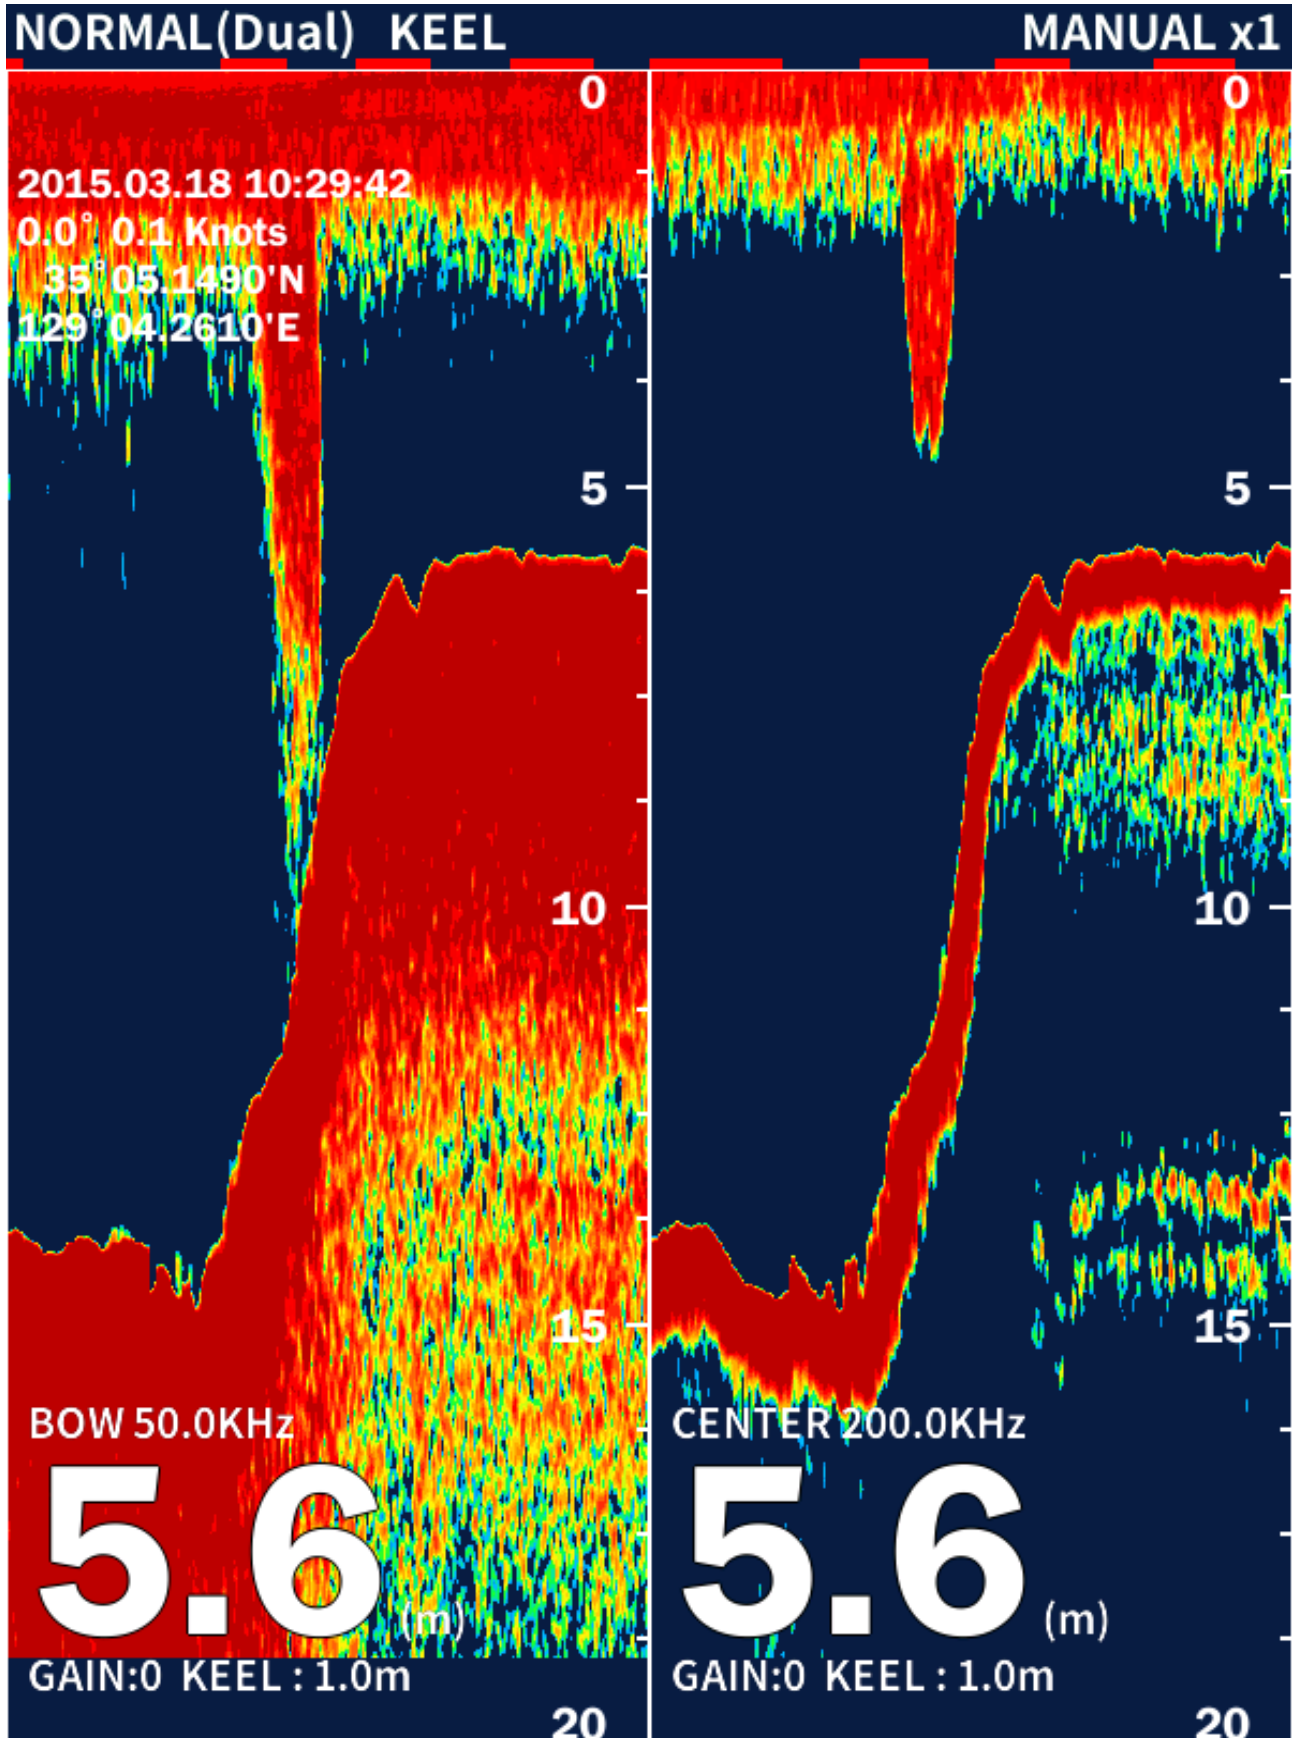 NORMAL(Dual) KEEL MANUAL x1
0 0
2015.03.18 10:29:42
0.0° 0.1 Knots
35°05.1490'N
129°04.2610'E
5 5
10 10
15 15
BOW 50.0KHz CENTER 200.0KHz
5.6 (m) 5.6 (m)
GAIN:0 KEEL : 1.0m GAIN:0 KEEL : 1.0m
20 20